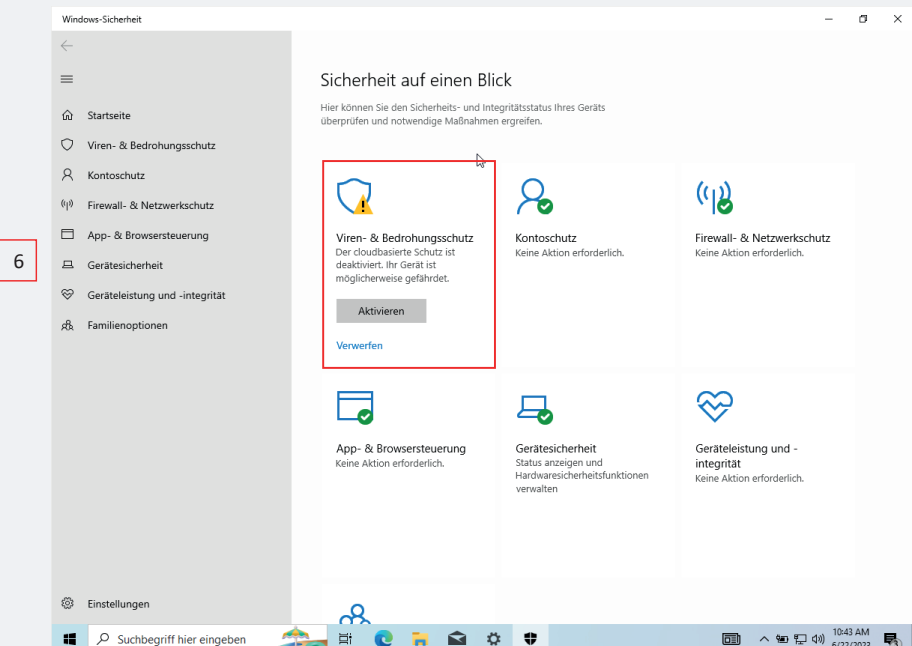 Windows-Sicherheit
Sicherheit auf einen Blick
Hier können Sie den Sicherheits- und Integritätsstatus Ihres Geräts
überprüfen und notwendige Maßnahmen ergreifen.
Startseite
Viren- & Bedrohungsschutz
Kontoschutz
Firewall- & Netzwerkschutz
App- & Browsersteuerung
Gerätesicherheit
Geräteleistung und -integrität
Familienoptionen
Einstellungen
6
Viren- & Bedrohungsschutz
Der cloudbasierte Schutz ist
deaktiviert. Ihr Gerät ist
möglicherweise gefährdet.
Aktivieren
Verwerfen
Kontoschutz
Keine Aktion erforderlich.
Firewall- & Netzwerkschutz
Keine Aktion erforderlich.
App- & Browsersteuerung
Keine Aktion erforderlich.
Gerätesicherheit
Status anzeigen und
Hardwaresicherheitsfunktionen
verwalten
Geräteleistung und -
integrität
Keine Aktion erforderlich.
Suchbegriff hier eingeben
10:43 AM
6/22/2023